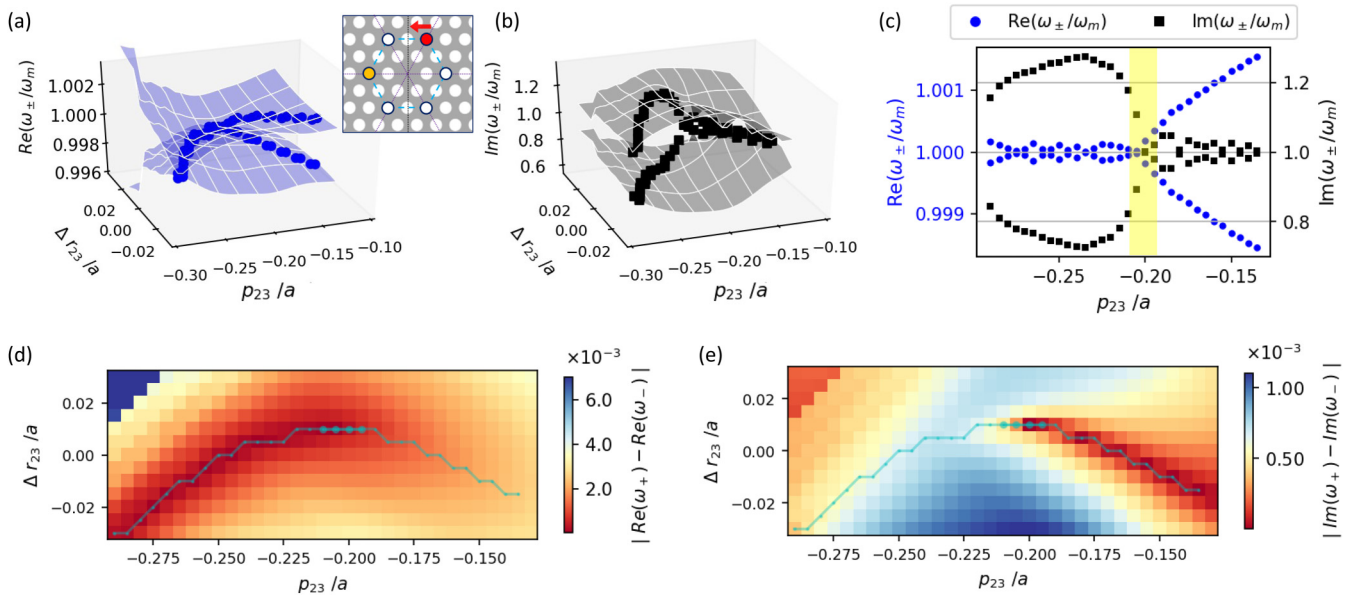 (a)
Re(ω±/ωm)
1.002
1.000
0.998
0.996
0.02
0.00
−0.02
Δ r23/a
−0.30
−0.25
−0.20
−0.15
−0.10
p23 /a
(b)
Im(ω±/ωm)
1.2
1.0
0.8
0.6
0.02
0.00
−0.02
Δ r23/a
−0.30
−0.25
−0.20
−0.15
−0.10
p23 /a
(c)
Re(ω±/ωm)
Im(ω±/ωm)
Re(ω±/ωm)
1.001
1.000
0.999
1.2
1.0
0.8
Im(ω±/ωm)
−0.25
−0.20
−0.15
p23 /a
(d)
Δ r23 /a
0.02
0.00
−0.02
−0.275
−0.250
−0.225
−0.200
−0.175
−0.150
p23 /a
×10−3
6.0
4.0
2.0
| Re(ω+) − Re(ω−) |
(e)
Δ r23 /a
0.02
0.00
−0.02
−0.275
−0.250
−0.225
−0.200
−0.175
−0.150
p23 /a
×10−3
1.00
0.50
| Im(ω+) − Im(ω−) |